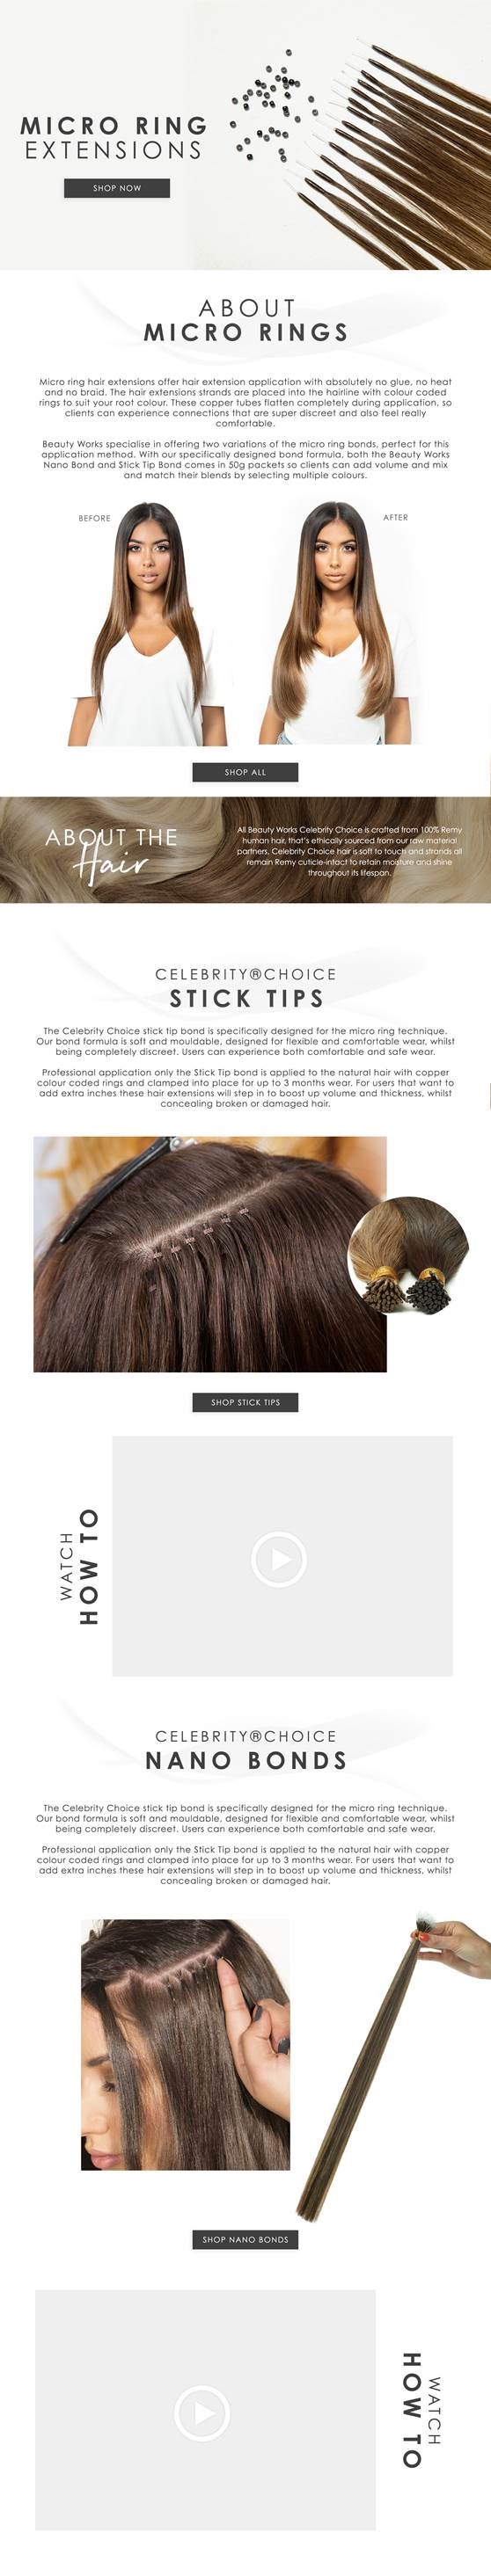 MICRO RING
EXTENSIONS
SHOP NOW
ABOUT
MICRO RINGS
Micro ring hair extensions offer hair extension application with absolutely no glue, no heat
and no braid. The hair extensions strands are placed into the hairline with colour coded
rings to suit your root colour. These copper tubes flatten completely during application, so
clients can experience connections that are super discreet and also feel really
comfortable.
Beauty Works specialise in offering two variations of the micro ring bonds, perfect for this
application method. With our specifically designed bond formula, both the Beauty Works
Nano Bond and Stick Tip Bond comes in 50g packets so clients can add volume and mix
and match their blends by selecting multiple colours.
BEFORE
AFTER
SHOP ALL
ABOUT THE
Hair
All Beauty Works Celebrity Choice is crafted from 100% Remy
human hair, that's ethically sourced from our raw material
partners. Celebrity Choice hair is soft to touch and strands all
remain Remy cuticle-intact to retain moisture and shine
throughout its lifespan.
CELEBRITY®CHOICE
STICK TIPS
The Celebrity Choice stick tip bond is specifically designed for the micro ring technique.
Our bond formula is soft and mouldable, designed for flexible and comfortable wear, whilst
being completely discreet. Users can experience both comfortable and safe wear.
Professional application only the Stick Tip bond is applied to the natural hair with copper
colour coded rings and clamped into place for up to 3 months wear. For users that want to
add extra inches these hair extensions will step in to boost up volume and thickness, whilst
concealing broken or damaged hair.
SHOP STICK TIPS
WATCH
HOW TO
CELEBRITY®CHOICE
NANO BONDS
The Celebrity Choice stick tip bond is specifically designed for the micro ring technique.
Our bond formula is soft and mouldable, designed for flexible and comfortable wear, whilst
being completely discreet. Users can experience both comfortable and safe wear.
Professional application only the Stick Tip bond is applied to the natural hair with copper
colour coded rings and clamped into place for up to 3 months wear. For users that want to
add extra inches these hair extensions will step in to boost up volume and thickness, whilst
concealing broken or damaged hair.
SHOP NANO BONDS
WATCH
HOW TO